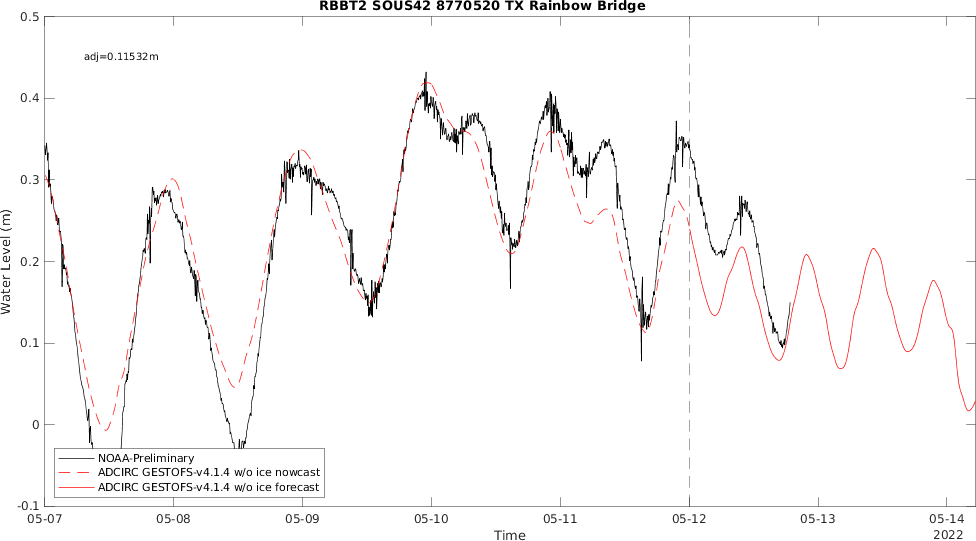 RBBT2 SOUS42 8770520 TX Rainbow Bridge
0.5
adj=0.11532m
0.4
0.3
0.2
0.1
0
-0.1
Water Level (m)
NOAA-Preliminary
ADCIRC GESTOFS-v4.1.4 w/o ice nowcast
ADCIRC GESTOFS-v4.1.4 w/o ice forecast
05-07 05-08 05-09 05-10 05-11 05-12 05-13 05-14
Time 2022